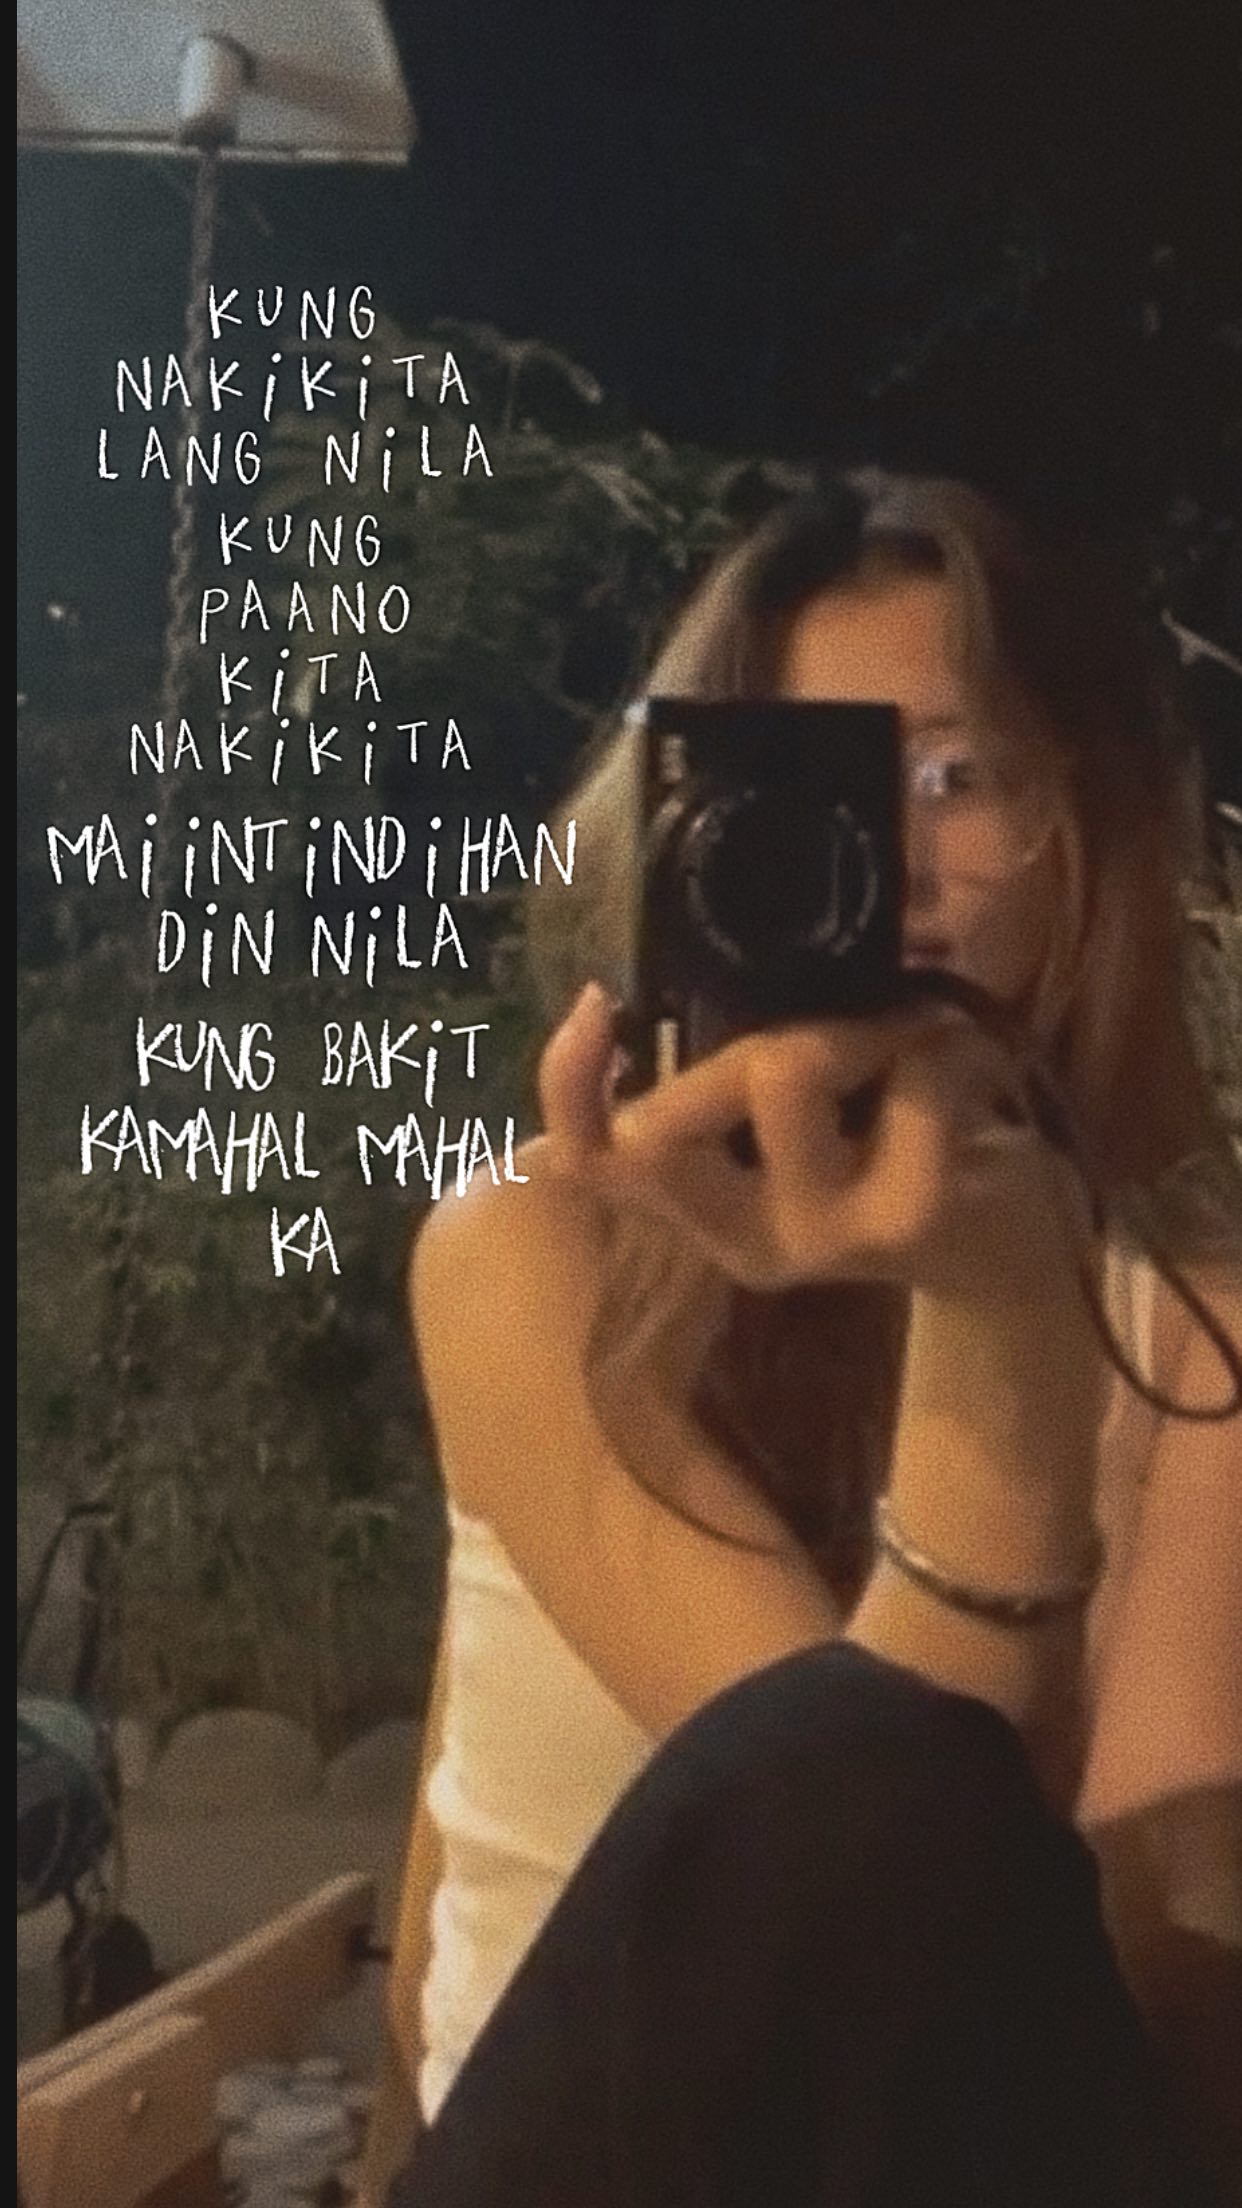 KUNG
NAKiKiTA
LANG NiLA
KUNG
PAANO
KiTA
NAKiKiTA
MAiiNTiNDiHAN
DiN NiLA
KUNG BAKiT
KAMAHAL MAHAL
KA